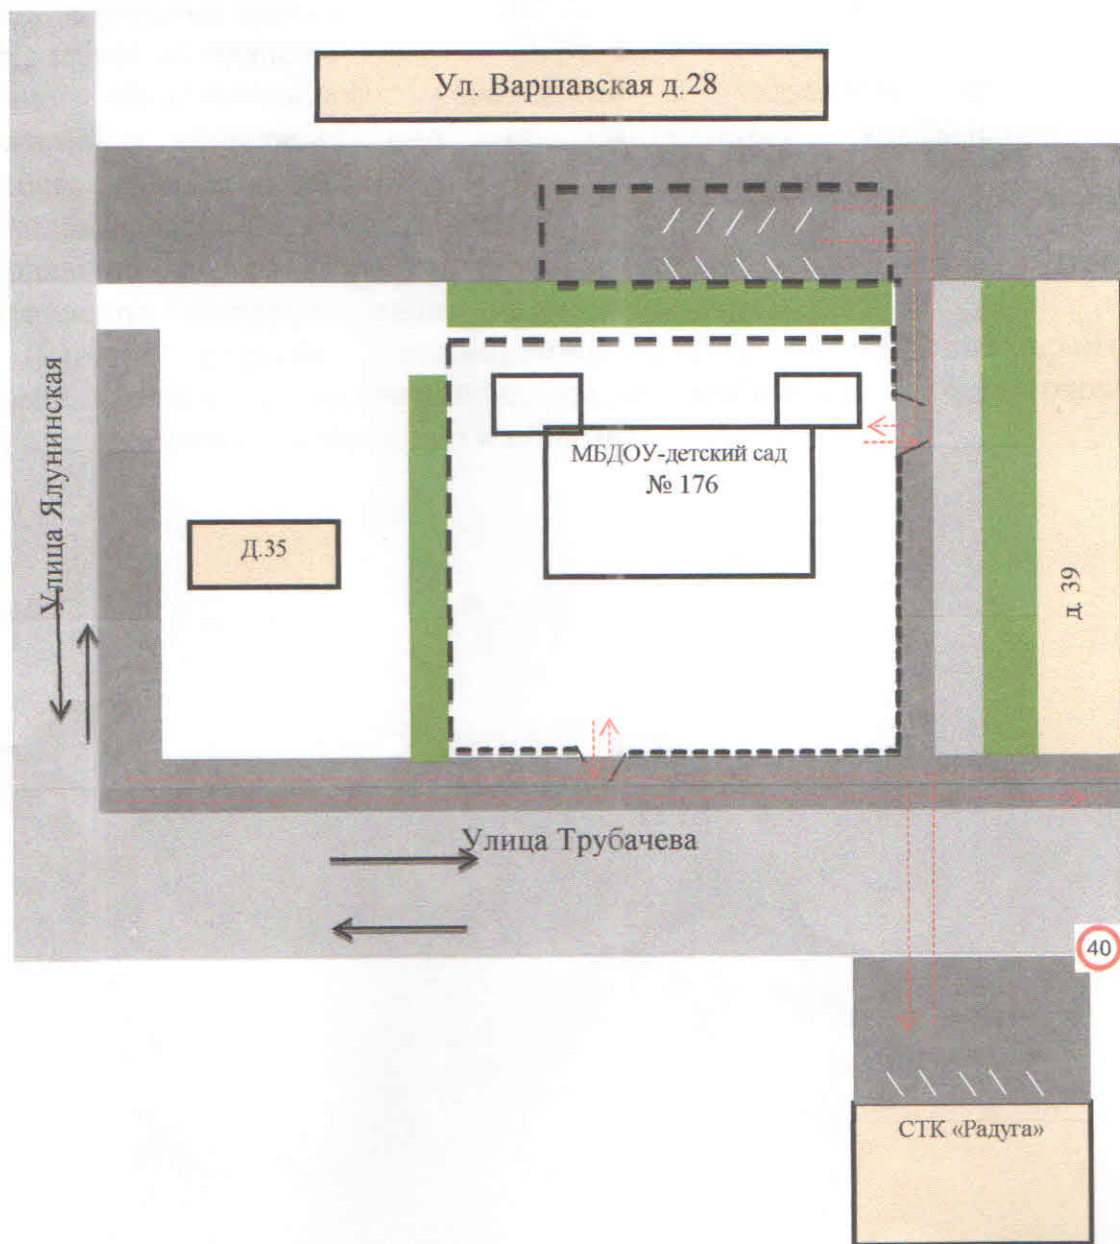 Ул. Варшавская д.28
Улица Ялунинская
МБДОУ-детский сад
№ 176
Д.35
д. 39
Улица Трубачева
40
СТК «Радуга»